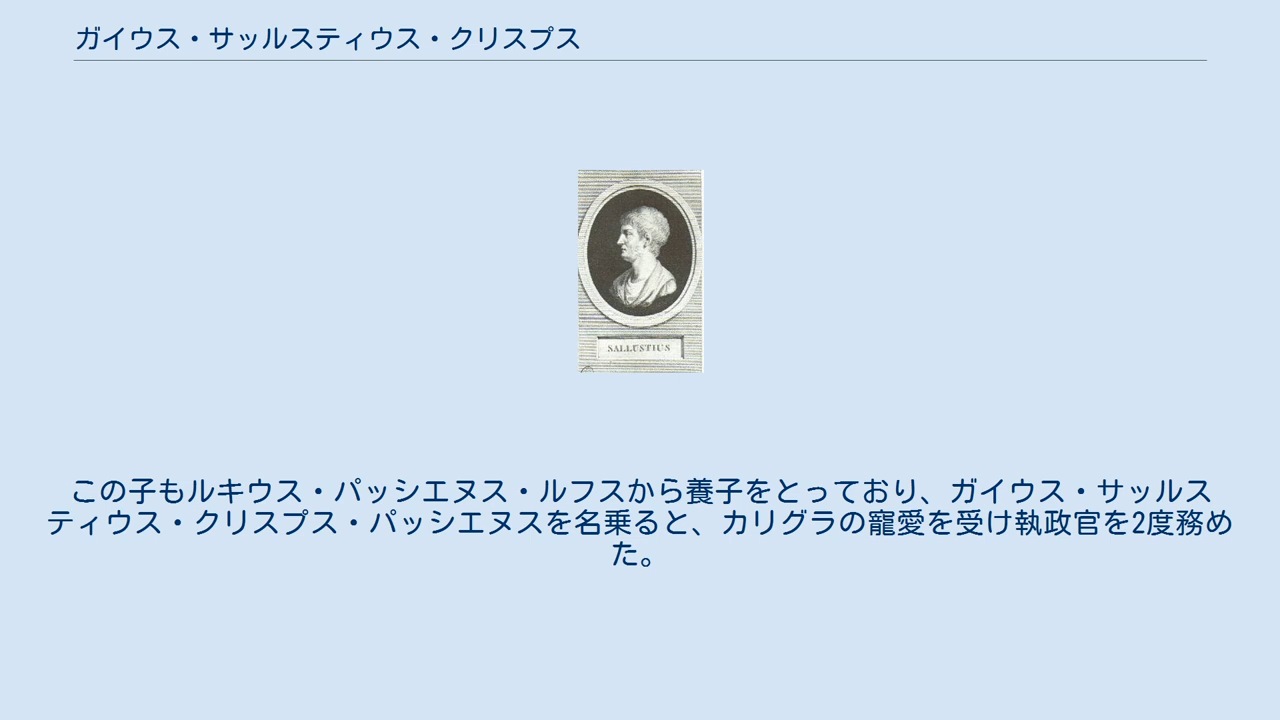 ガイウス・サッルスティウス・クリスプス
SALLUSTIUS
この子もルキウス・パッシエヌス・ルフスから養子をとっており、ガイウス・サッルス
ティウス・クリスプス・パッシエヌスを名乗ると、カリグラの寵愛を受け執政官を2度務め
た。